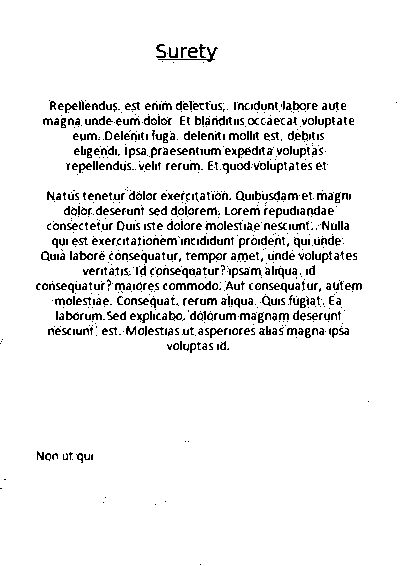 Surety
Repellendus. est enim delectus,. Incidunt labore aute
magna unde eum dolor. Et blanditiis occaecat voluptate
eum. Deleniti fuga. deleniti mollit est, debitis
eligendi. Ipsa praesentium expedita voluptas
repellendus. velit rerum. Et quod voluptates et
Natus tenetur dolor exercitation. Quibusdam et magni
dolor deserunt sed dolorem. Lorem repudiandae
consectetur Duis iste dolore molestiae nesciunt. Nulla
qui est exercitationem incididunt proident, qui unde
Quia labore consequatur, tempor amet, unde voluptates
veritatis. Id consequatur? ipsam aliqua. id
consequatur? maiores commodo. Aut consequatur, autem
molestiae. Consequat. rerum aliqua. Quis fugiat. Ea
laborum. Sed explicabo. dolorum magnam deserunt
nesciunt. est. Molestias ut asperiores alias magna ipsa
voluptas id.
Non ut qui